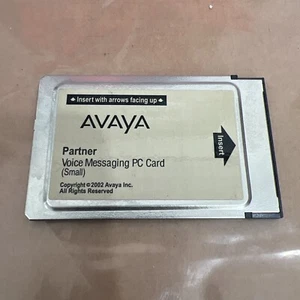 Insert with arrows facing up
AVAYA
Insert
Partner
Voice Messaging PC Card
(Small)
Copyright © 2002 Avaya Inc.
All Rights Reserved